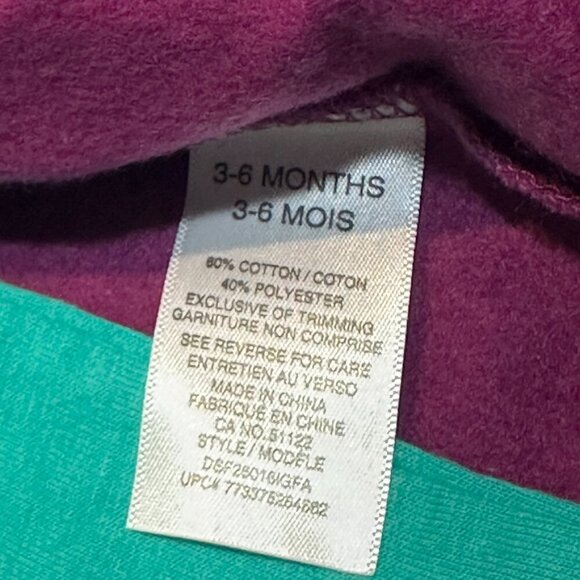 3-6 MONTHS
3-6 MOIS
60% COTTON / COTON
40% POLYESTER
EXCLUSIVE OF TRIMMING
GARNITURE NON COMPRISE
SEE REVERSE FOR CARE
ENTRETIEN AU VERSO
MADE IN CHINA
FABRIQUÉ EN CHINE
CA NO. 51122
STYLE / MODÈLE
UPC#